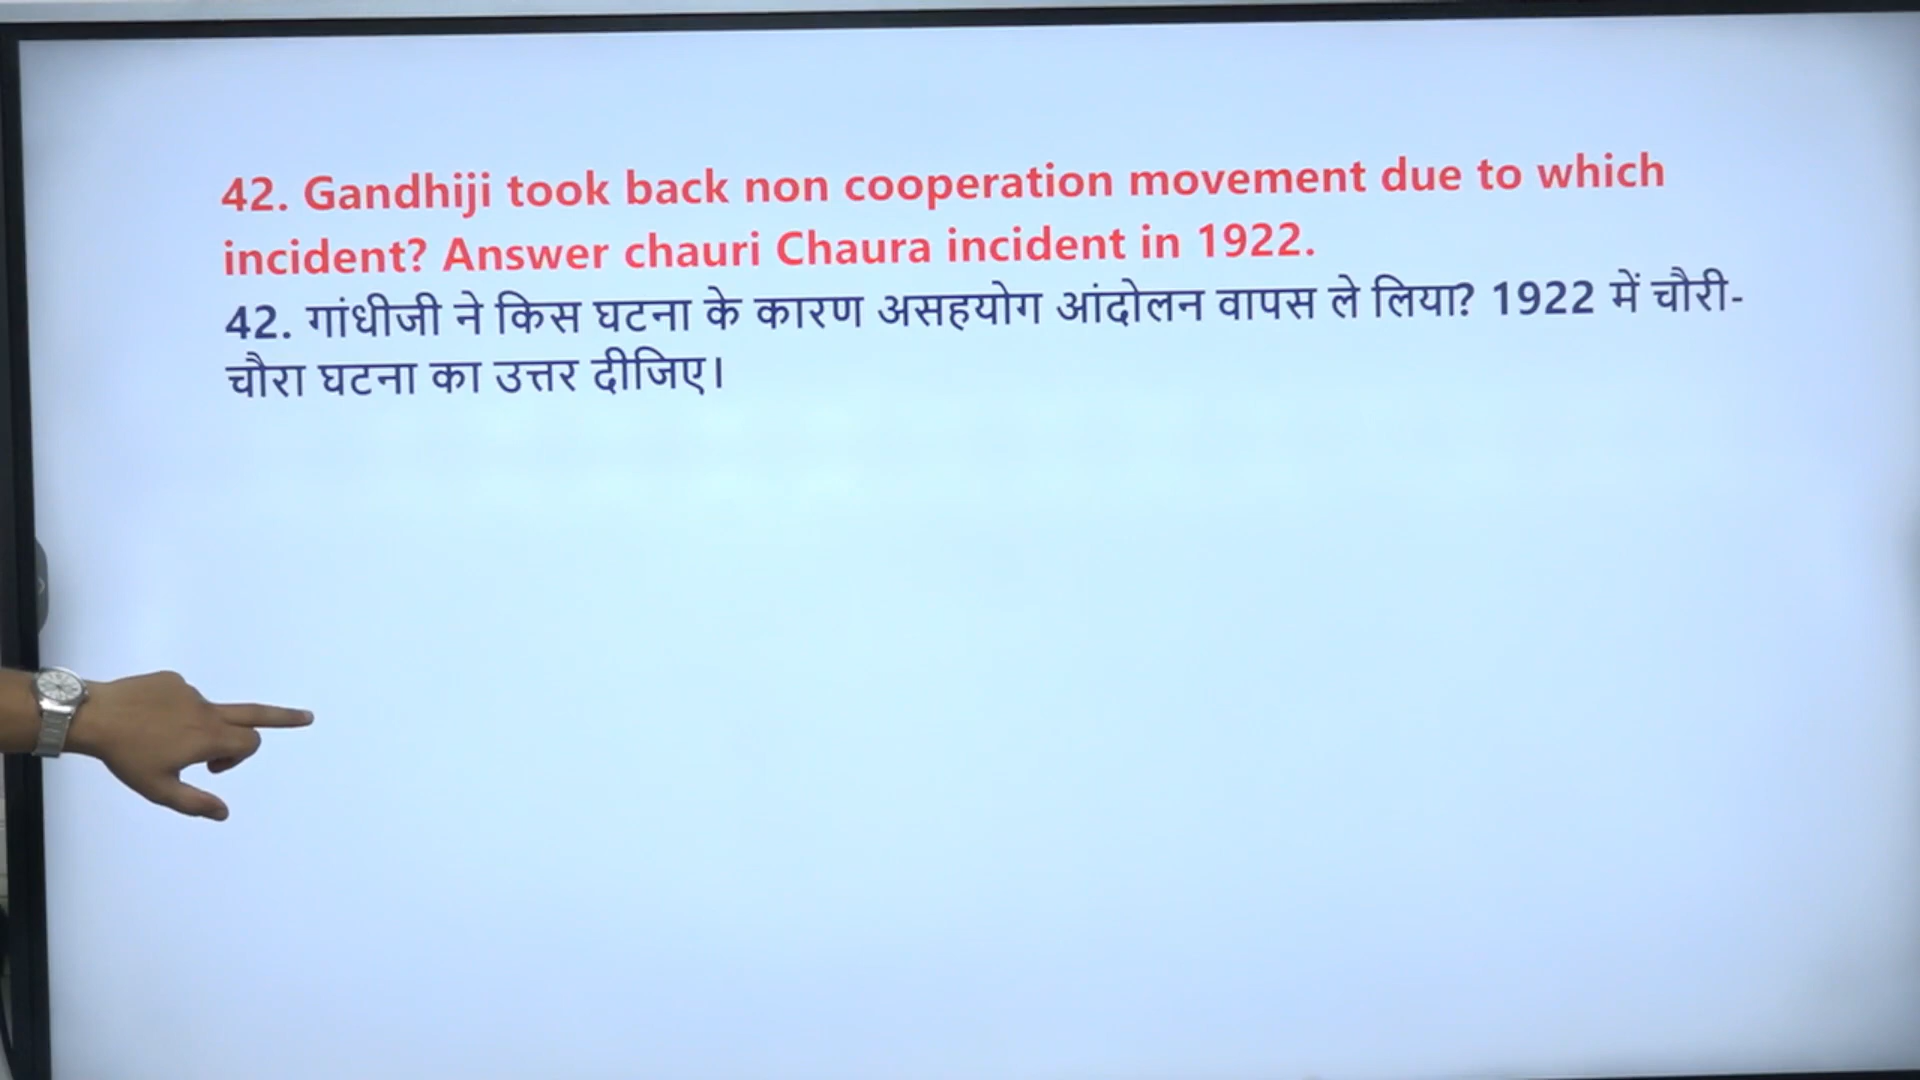 42. Gandhiji took back non cooperation movement due to which
incident? Answer chauri Chaura incident in 1922.
42. गांधीजी ने किस घटना के कारण असहयोग आंदोलन वापस ले लिया? 1922 में चौरी-
चौरा घटना का उत्तर दीजिए।